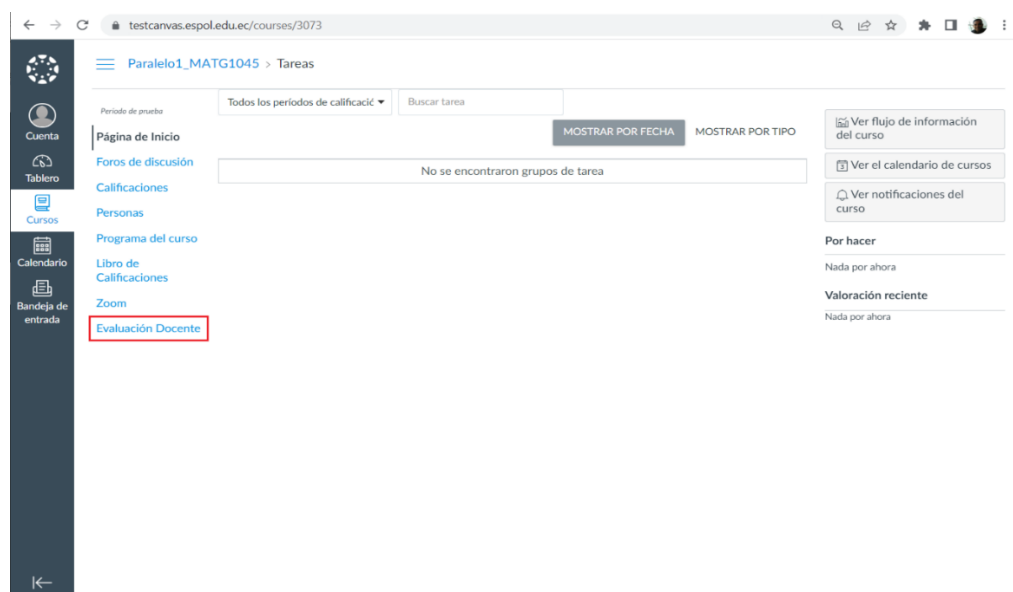 testcanvas.espol.edu.ec/courses/3073
Paralelo1_MATG1045 > Tareas
Cuenta
Tablero
Cursos
Calendario
Bandeja de
entrada
Periodo de prueba
Página de Inicio
Foros de discusión
Calificaciones
Personas
Programa del curso
Libro de
Calificaciones
Zoom
Evaluación Docente
Todos los períodos de calificació
Buscar tarea
MOSTRAR POR FECHA
MOSTRAR POR TIPO
No se encontraron grupos de tarea
Ver flujo de información
del curso
Ver el calendario de cursos
Ver notificaciones del
curso
Por hacer
Nada por ahora
Valoración reciente
Nada por ahora